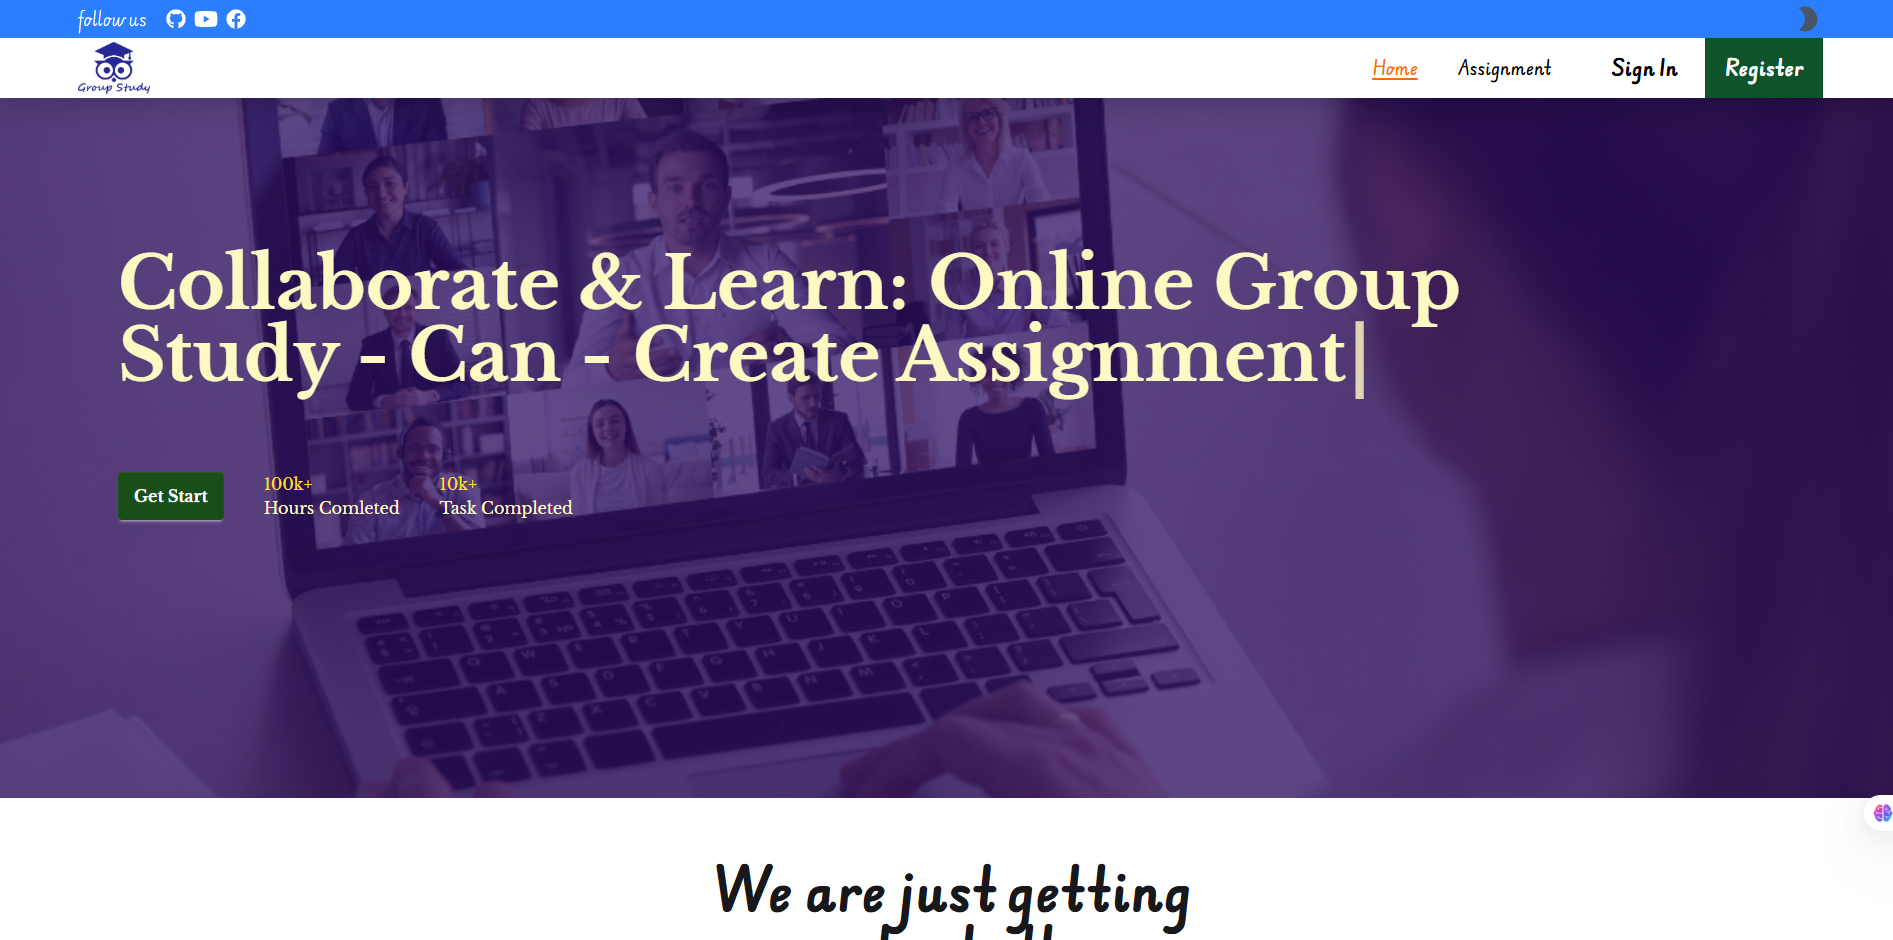 follow us
Group Study
Home Assignment Sign In Register
Collaborate & Learn: Online Group
Study - Can - Create Assignment|
Get Start
100k+
Hours Comleted
10k+
Task Completed
We are just getting